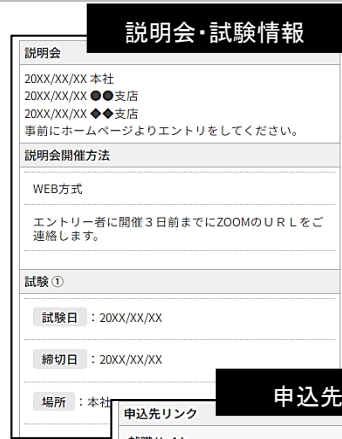 説明会・試験情報
説明会
20XX/XX/XX 本社
20XX/XX/XX ●●支店
20XX/XX/XX ◆◆支店
事前にホームページよりエントリをしてください。
説明会開催方法
WEB方式
エントリー者に開催３日前までにZOOMのＵＲＬをご
連絡します。
試験①
試験日：20XX/XX/XX
締切日：20XX/XX/XX
場所：本社
申込先
申込先リンク